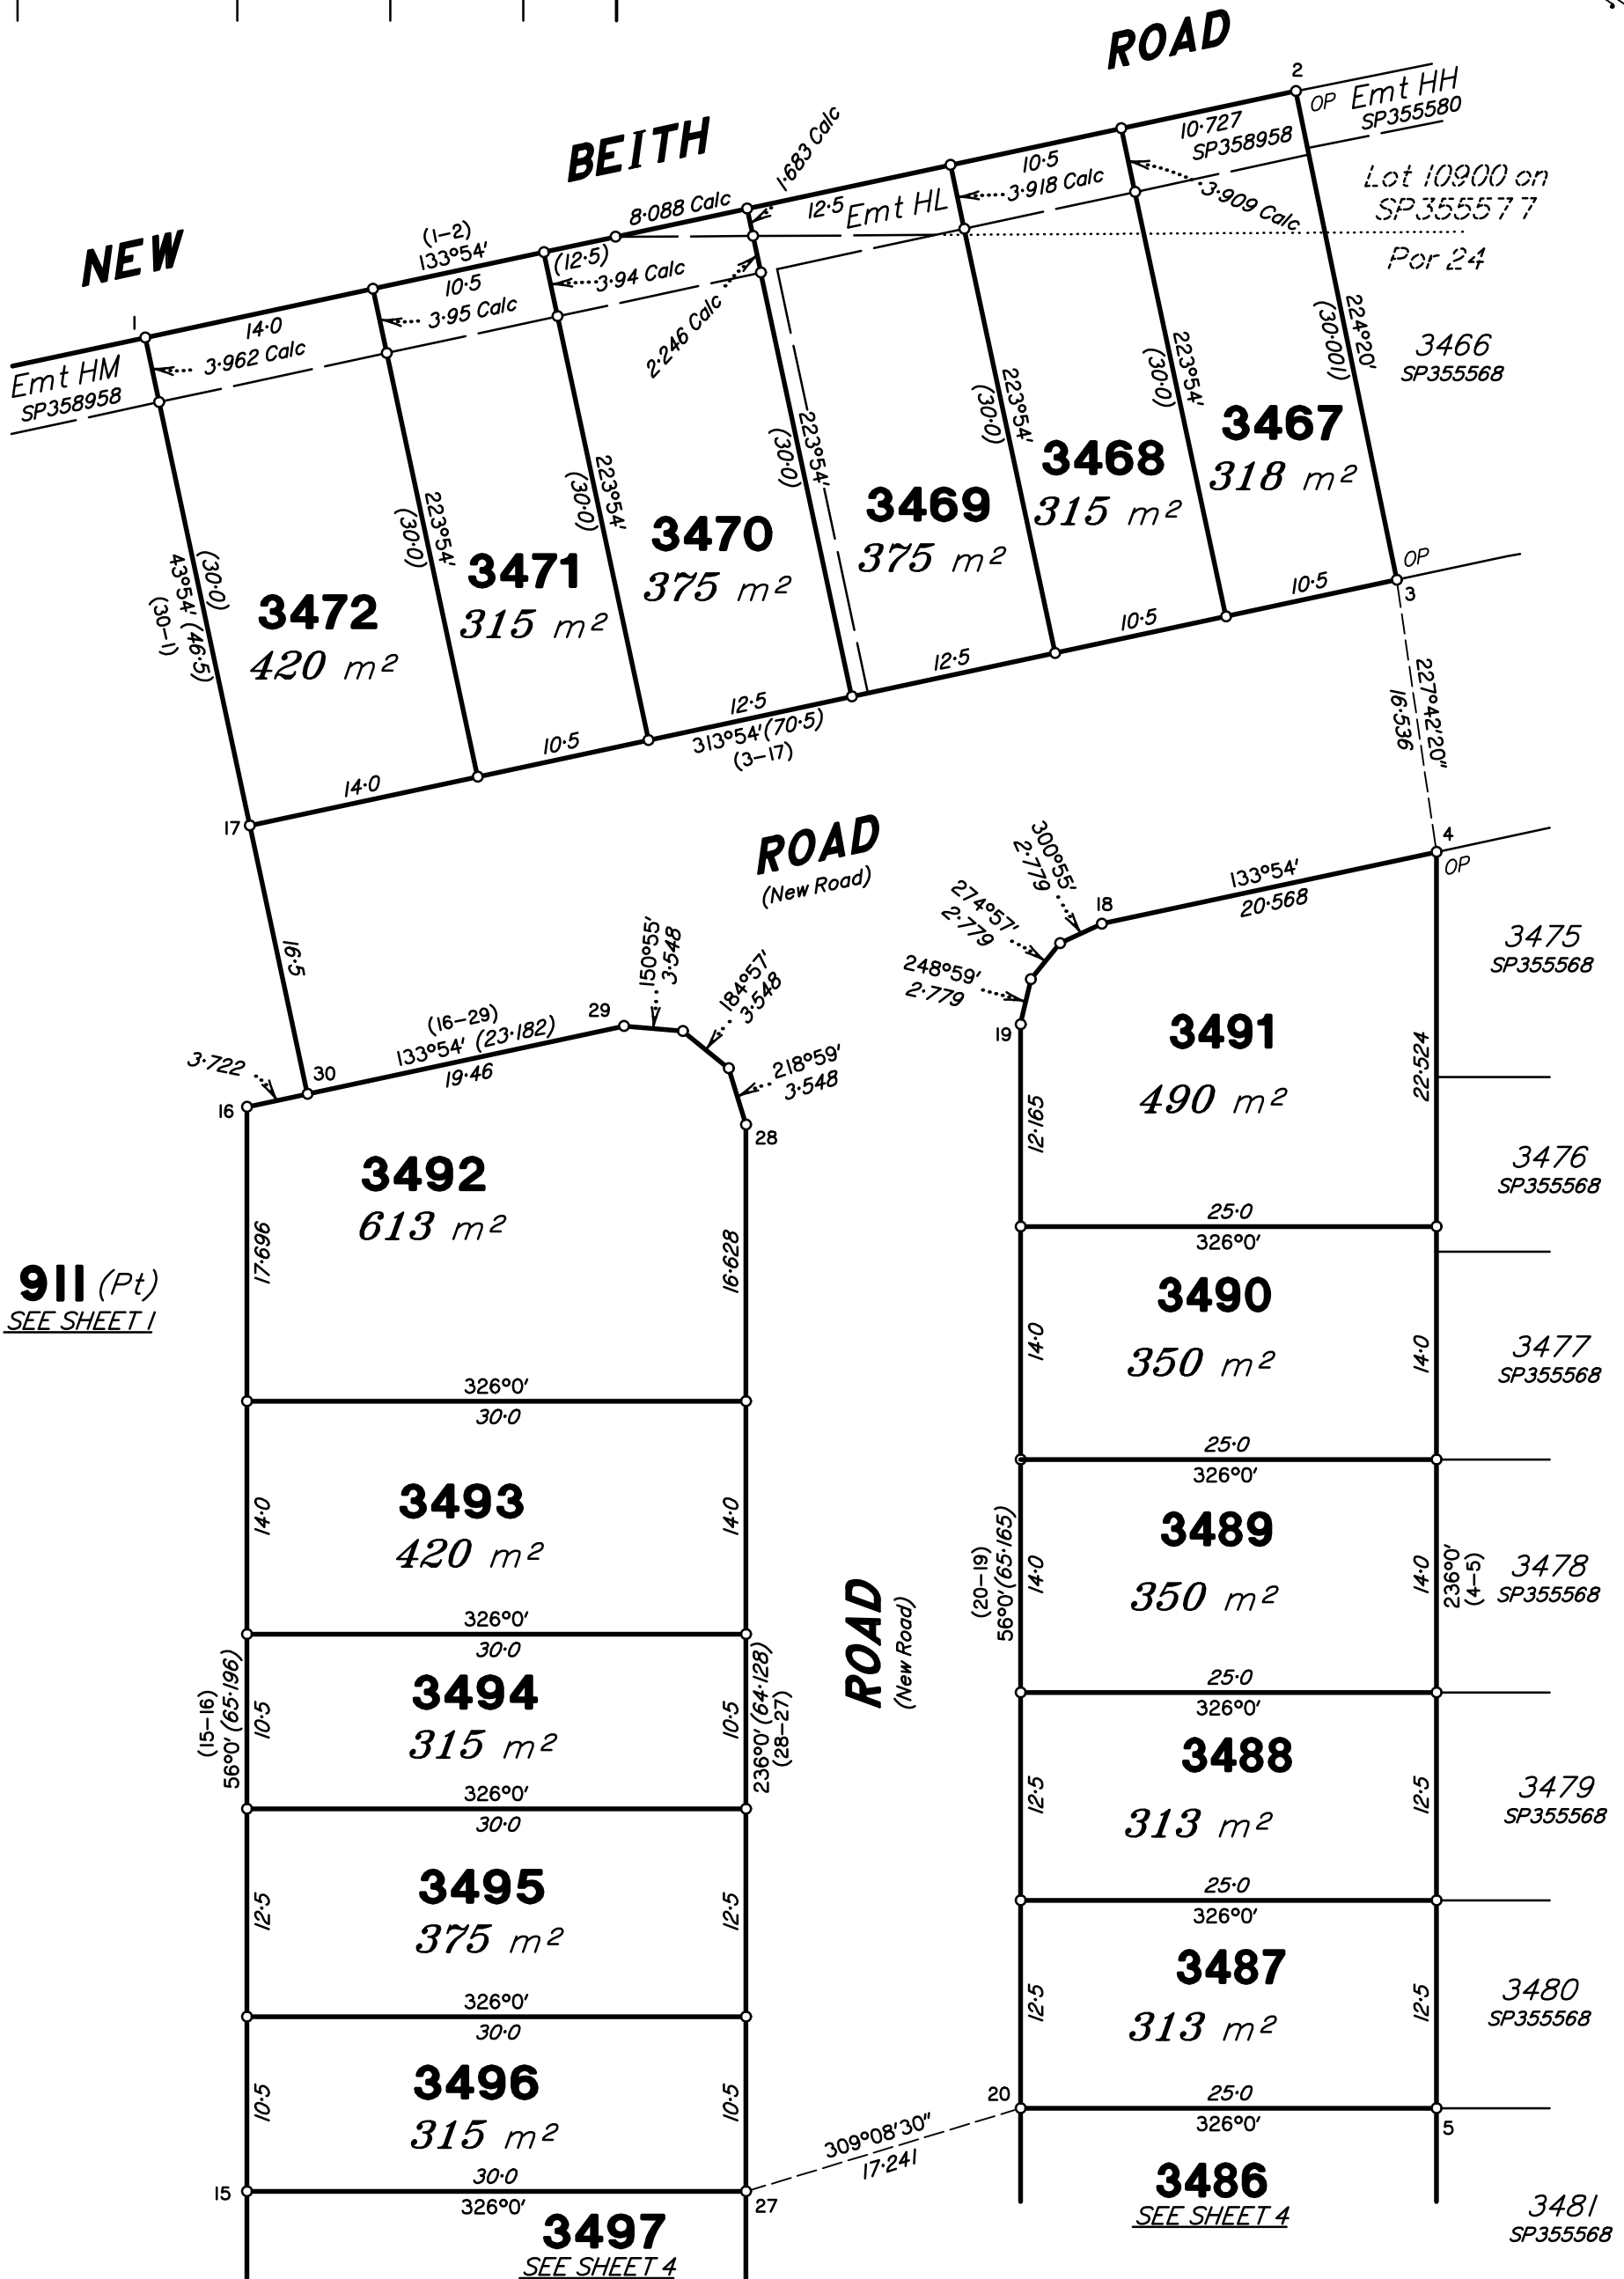 ROAD
2
OP
Emt HH
SP355580
10·727
SP358958
BEITH
1·683 Calc
10·5
3·918 Calc
3·909 Calc
Lot 10900 on
SP355577
8·088 Calc
12·5
Emt HL
NEW
(1–2)
133°54'
(12·5)
3·94 Calc
Por 24
10·5
3·95 Calc
2·246 Calc
1
14·0
3·962 Calc
Emt HM
SP358958
224°20'
(30·001)
3466
SP355568
223°54'
(30·0)
223°54'
(30·0)
223°54'
(30·0)
223°54'
(30·0)
223°54'
(30·0)
3467
318 m²
3468
315 m²
3469
375 m²
3470
375 m²
3471
315 m²
3472
420 m²
(30·0)
43°54' (46·5)
(30–1)
OP
3
10·5
10·5
12·5
12·5
313°54' (70·5)
(3–17)
10·5
14·0
17
227°42'20"
16·536
ROAD
(New Road)
4
OP
300°55'
2·779
133°54'
20·568
18
274°57'
2·779
248°59'
2·779
19
16·5
150°55'
3·548
184°57'
3·548
218°59'
3·548
29
(16–29)
133°54' (23·182)
19·46
3·722
30
16
28
3491
490 m²
12·165
22·524
3475
SP355568
3476
SP355568
3492
613 m²
17·696
16·628
911 (Pt)
SEE SHEET 1
25·0
326°0'
3490
350 m²
14·0
14·0
3477
SP355568
326°0'
30·0
25·0
326°0'
3493
420 m²
14·0
14·0
3489
350 m²
14·0
14·0
(20–19)
56°0' (65·165)
236°0'
(4–5)
3478
SP355568
ROAD
(New Road)
326°0'
30·0
25·0
326°0'
3494
315 m²
10·5
10·5
(15–16)
56°0' (65·196)
236°0' (64·128)
(28–27)
3488
313 m²
12·5
12·5
3479
SP355568
326°0'
30·0
3495
375 m²
12·5
12·5
25·0
326°0'
3487
313 m²
12·5
12·5
3480
SP355568
326°0'
30·0
3496
315 m²
10·5
10·5
20
25·0
326°0'
5
309°08'30"
17·241
15
30·0
326°0'
27
3486
SEE SHEET 4
3481
SP355568
3497
SEE SHEET 4